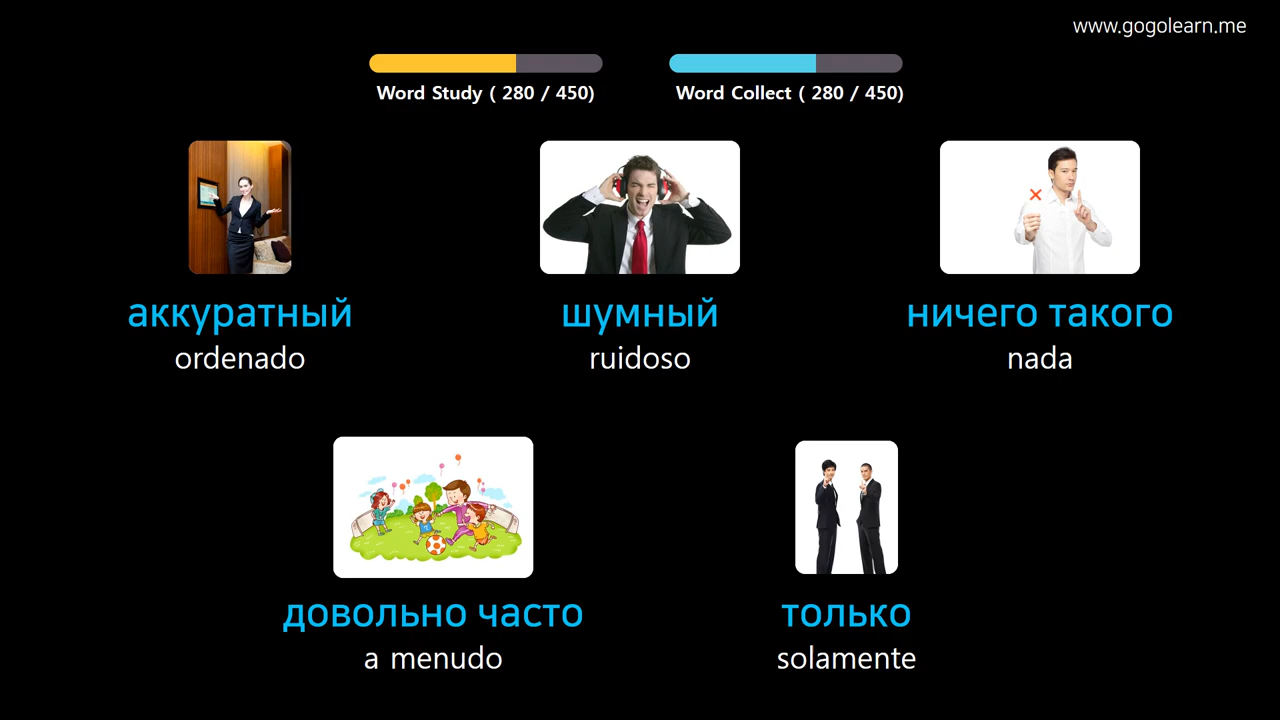 www.gogolearn.me
Word Study ( 280 / 450)
Word Collect ( 280 / 450)
аккуратный
ordenado
шумный
ruidoso
ничего такого
nada
довольно часто
a menudo
только
solamente